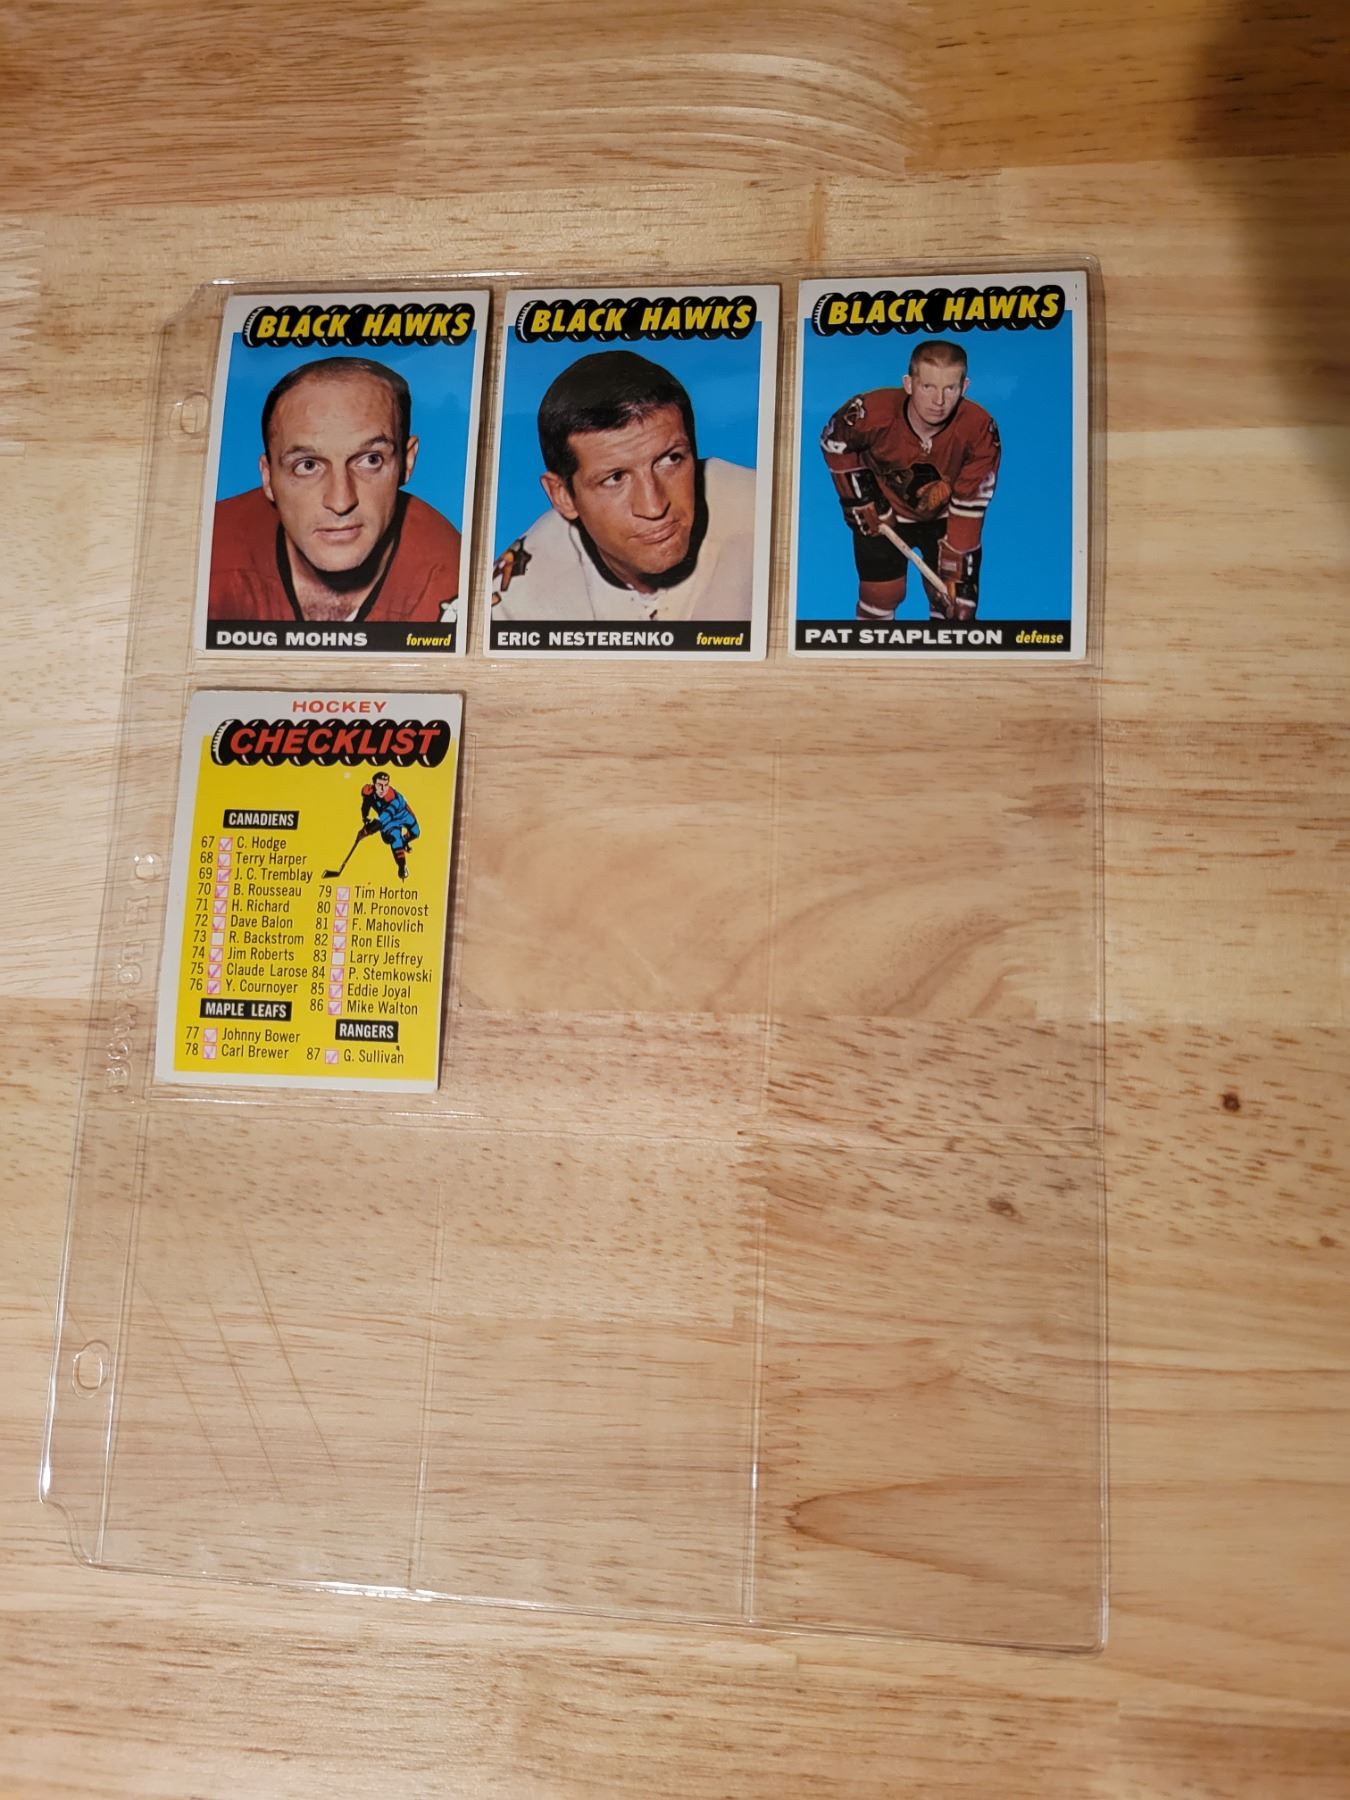 BLACK HAWKS
DOUG MOHNS forward
BLACK HAWKS
ERIC NESTERENKO forward
BLACK HAWKS
PAT STAPLETON defense
HOCKEY
CHECKLIST
CANADIENS
67 C. Hodge
68 Terry Harper
69 J. C. Tremblay
70 B. Rousseau
71 H. Richard
72 Dave Balon
73 R. Backstrom
74 Jim Roberts
75 Claude Larose
76 Y. Cournoyer
MAPLE LEAFS
77 Johnny Bower
78 Carl Brewer
79 Tim Horton
80 M. Pronovost
81 F. Mahovlich
82 Ron Ellis
83 Larry Jeffrey
84 P. Stemkowski
85 Eddie Joyal
86 Mike Walton
RANGERS
87 G. Sullivan